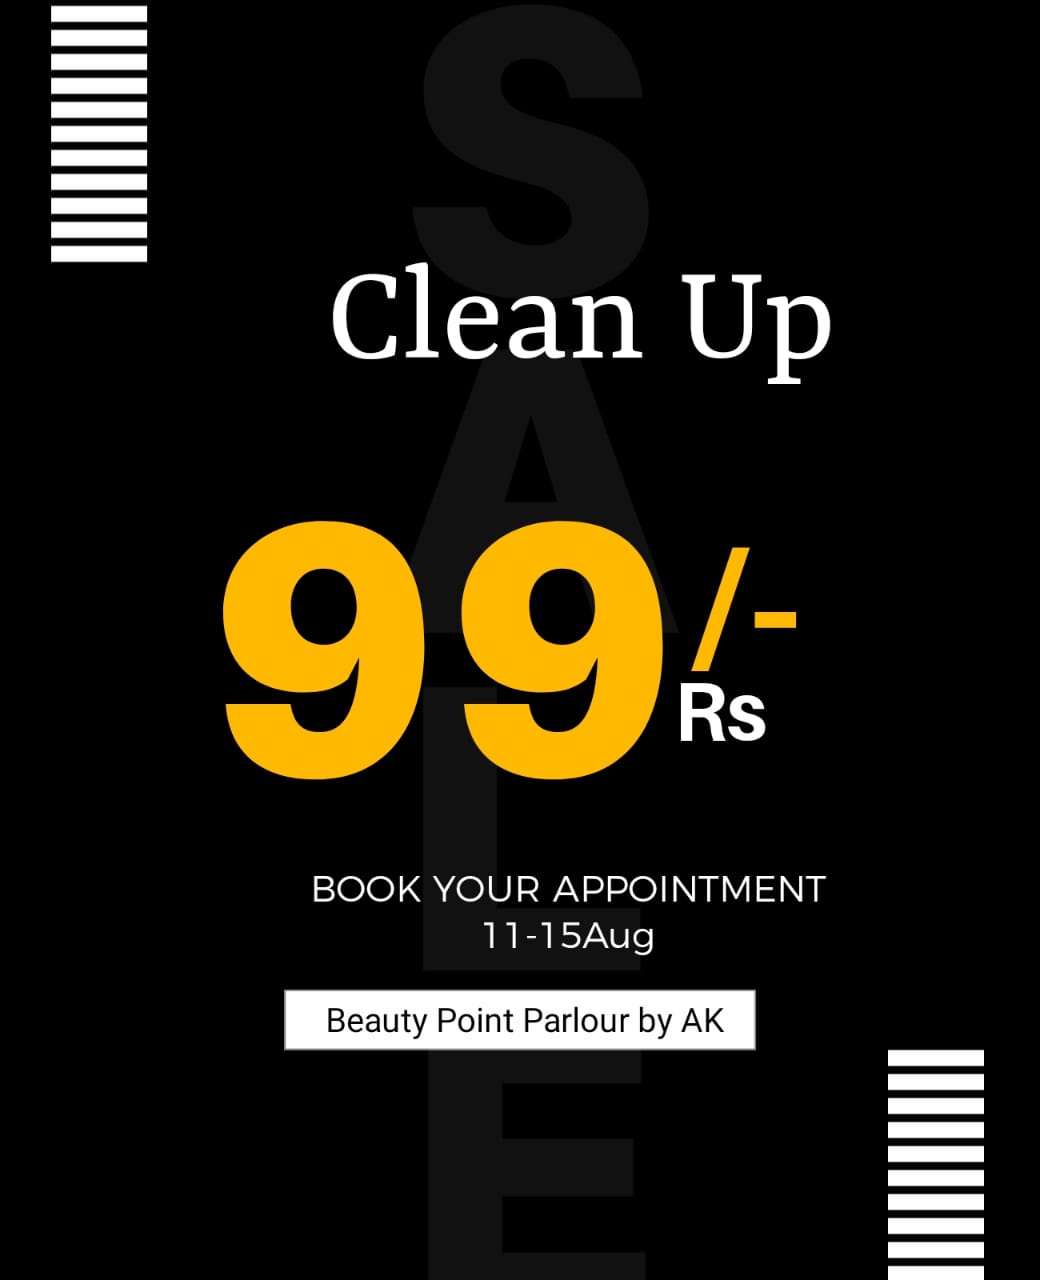 SALE
Clean Up
99/-
Rs
BOOK YOUR APPOINTMENT
11-15Aug
Beauty Point Parlour by AK